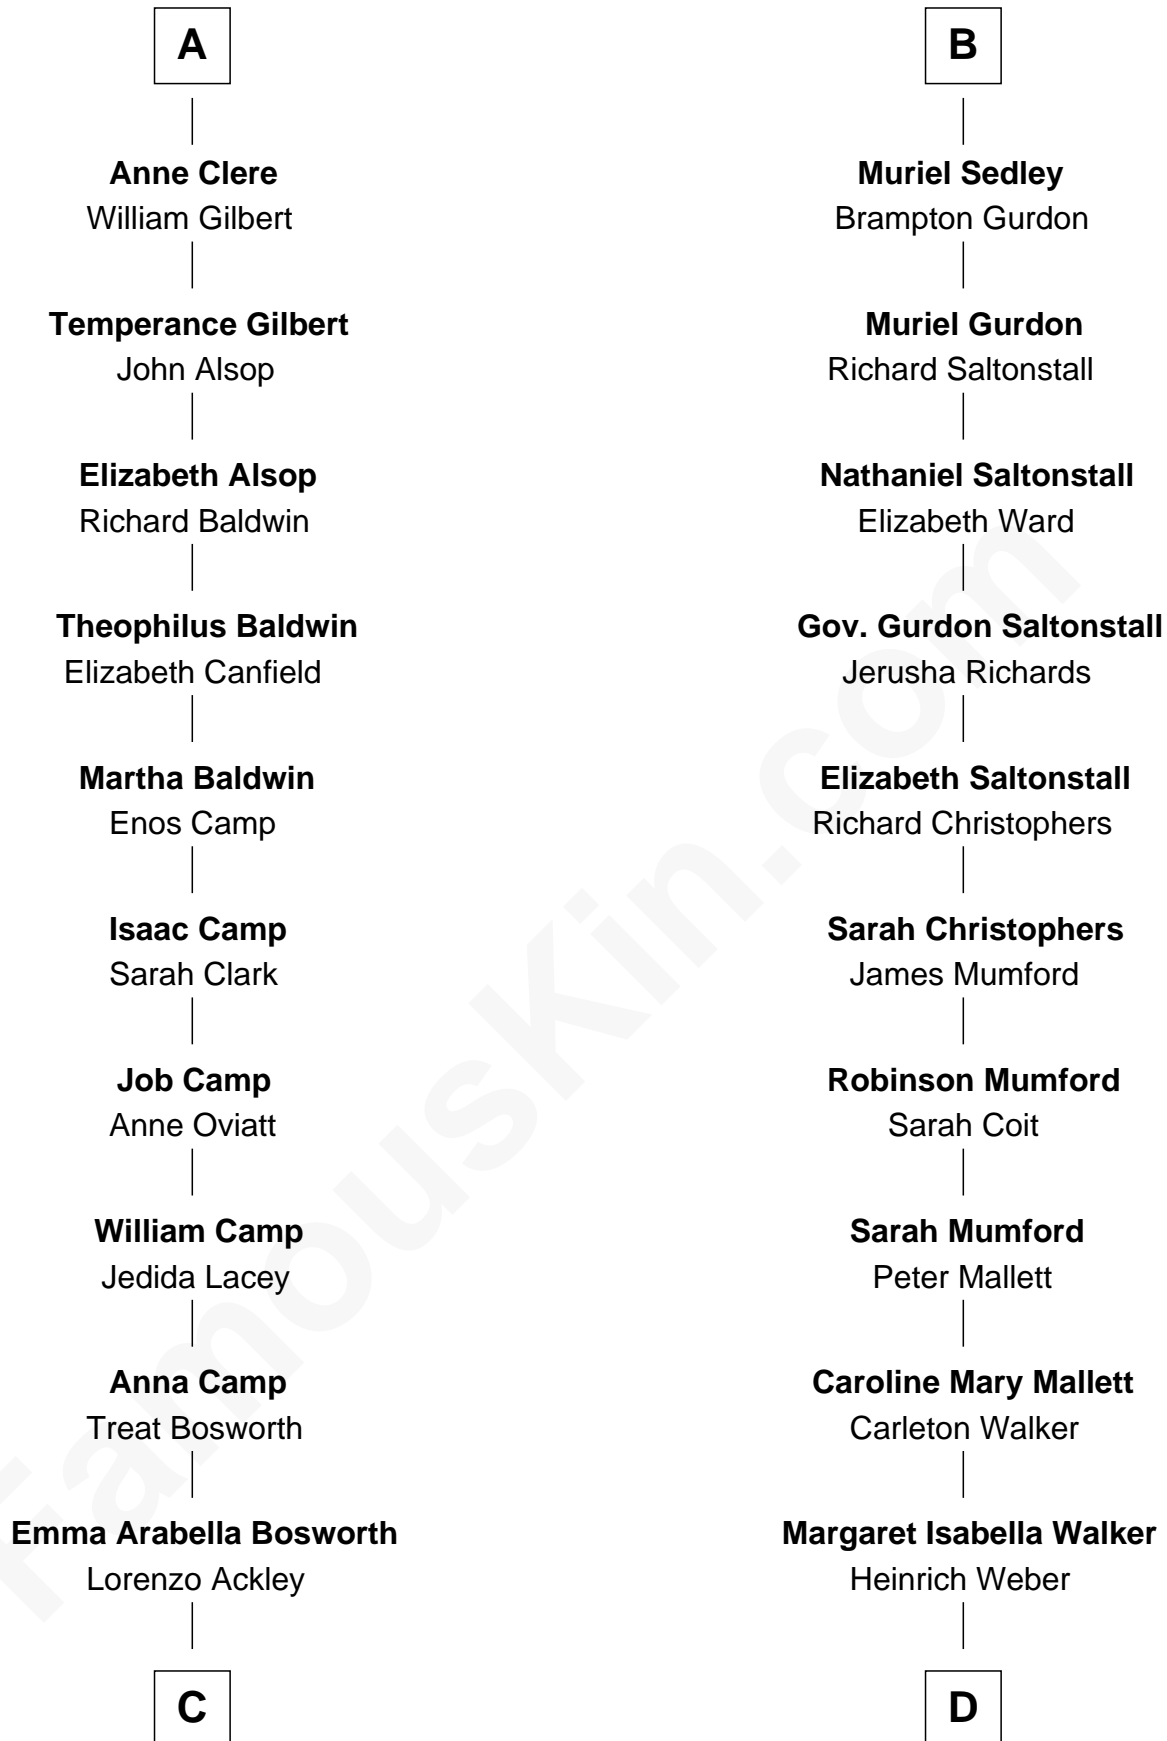 A
Anne Clere
William Gilbert
Temperance Gilbert
John Alsop
Elizabeth Alsop
Richard Baldwin
Theophilus Baldwin
Elizabeth Canfield
Martha Baldwin
Enos Camp
Isaac Camp
Sarah Clark
Job Camp
Anne Oviatt
William Camp
Jedida Lacey
Anna Camp
Treat Bosworth
Emma Arabella Bosworth
Lorenzo Ackley
C
B
Muriel Sedley
Brampton Gurdon
Muriel Gurdon
Richard Saltonstall
Nathaniel Saltonstall
Elizabeth Ward
Gov. Gurdon Saltonstall
Jerusha Richards
Elizabeth Saltonstall
Richard Christophers
Sarah Christophers
James Mumford
Robinson Mumford
Sarah Coit
Sarah Mumford
Peter Mallett
Caroline Mary Mallett
Carleton Walker
Margaret Isabella Walker
Heinrich Weber
D
FamousKin.com